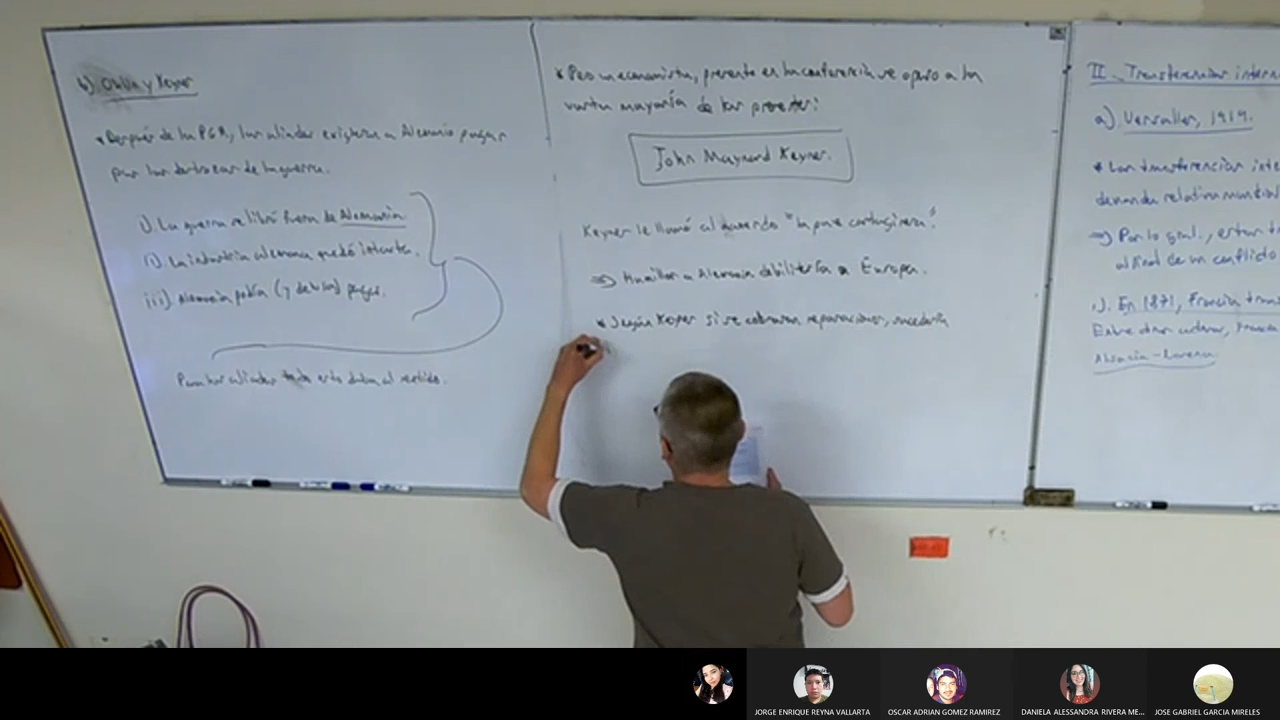 b) Ohlin y Keynes
* Después de la PGM, los aliados exigieron a Alemania pagar
por los destrozos de la guerra.
i). La guerra se libró fuera de Alemania
ii). La industria alemana quedó intacta.
iii). Alemania podía (y debía) pagar.
Para los aliados todo esto daba el sentido.
* Pero un economista, presente en la conferencia se opuso a la
vasta mayoría de los presentes:
John Maynard Keynes.
Keynes le llamó al acuerdo "la paz cartaginesa".
=> Humillar a Alemania debilitaría a Europa.
* Según Keynes si se cobraran reparaciones, sucedería
II. Transferencias intern
a). Versalles, 1919.
* Las transferencias inte
demanda relativa mundial
=> Por lo gral., estan t
al final de un conflicto
i). En 1871, Francia tran
Entre otras cosas, Francia
Alsacia-Lorena.
JORGE ENRIQUE REYNA VALLARTA
OSCAR ADRIAN GOMEZ RAMIREZ
DANIELA ALESSANDRA RIVERA ME...
JOSE GABRIEL GARCIA MIRELES